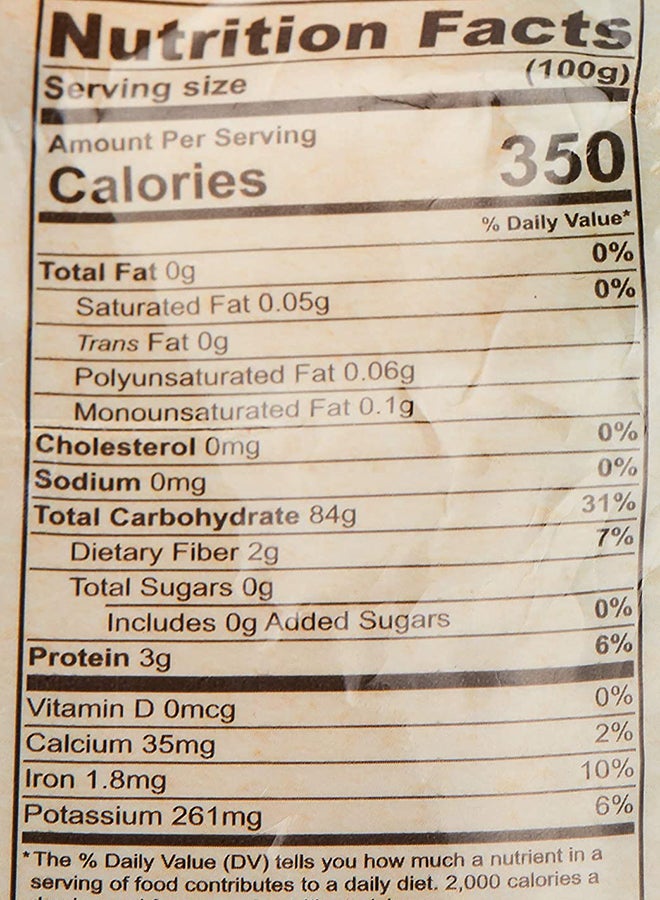 Nutrition Facts
Serving size (100g)
Amount Per Serving
Calories 350
% Daily Value*
Total Fat 0g 0%
Saturated Fat 0.05g 0%
Trans Fat 0g
Polyunsaturated Fat 0.06g
Monounsaturated Fat 0.1g
Cholesterol 0mg 0%
Sodium 0mg 0%
Total Carbohydrate 84g 31%
Dietary Fiber 2g 7%
Total Sugars 0g
Includes 0g Added Sugars 0%
Protein 3g 6%
Vitamin D 0mcg 0%
Calcium 35mg 2%
Iron 1.8mg 10%
Potassium 261mg 6%
*The % Daily Value (DV) tells you how much a nutrient in a
serving of food contributes to a daily diet. 2,000 calories a